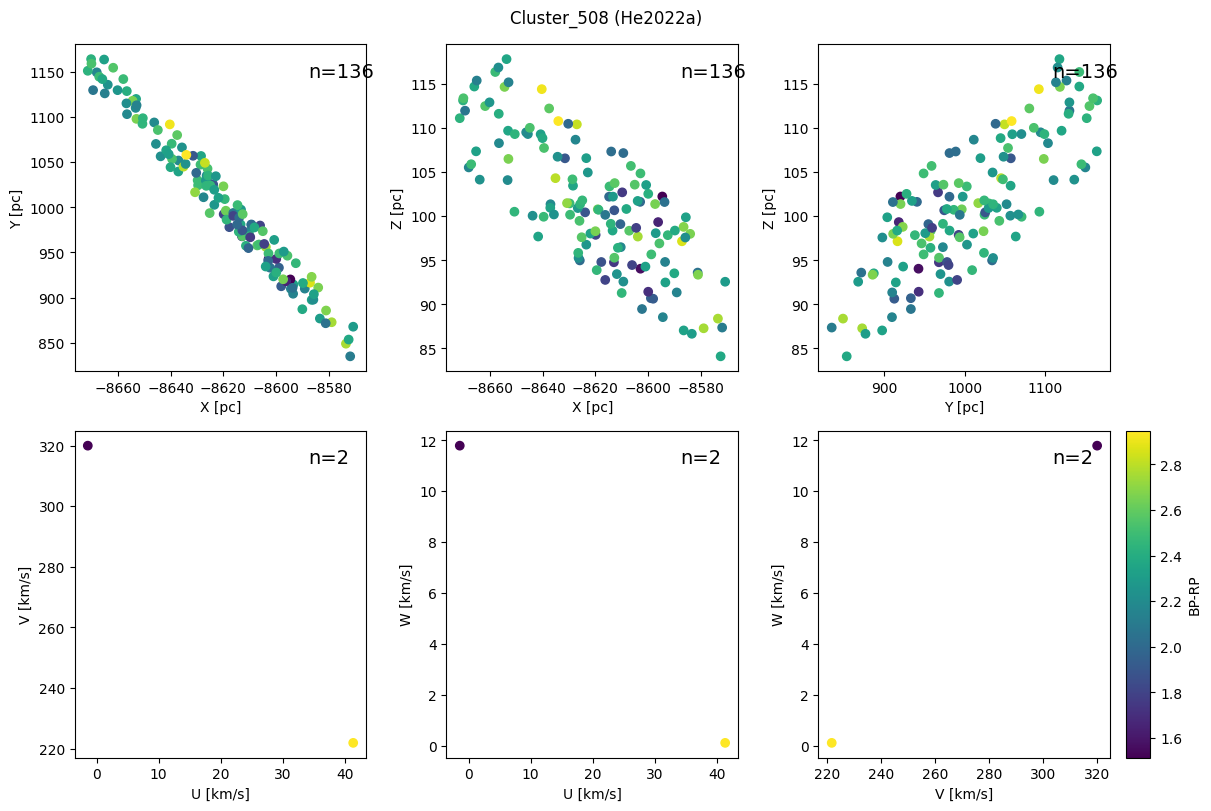 Cluster_508 (He2022a)
n=136
n=136
n=136
1150
1100
1050
1000
950
900
850
Y [pc]
−8660 −8640 −8620 −8600 −8580
X [pc]
115
110
105
100
95
90
85
Z [pc]
−8660 −8640 −8620 −8600 −8580
X [pc]
115
110
105
100
95
90
85
Z [pc]
900 1000 1100
Y [pc]
n=2
n=2
n=2
320
300
280
260
240
220
V [km/s]
0 10 20 30 40
U [km/s]
12
10
8
6
4
2
0
W [km/s]
0 10 20 30 40
U [km/s]
12
10
8
6
4
2
0
W [km/s]
220 240 260 280 300 320
V [km/s]
2.8
2.6
2.4
2.2
2.0
1.8
1.6
BP-RP